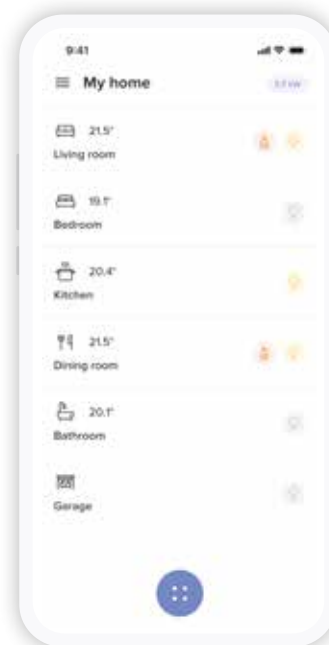 9:41
My home
21.5°
Living room
19.1°
Bedroom
20.4°
Kitchen
21.5°
Dining room
20.1°
Bathroom
Garage